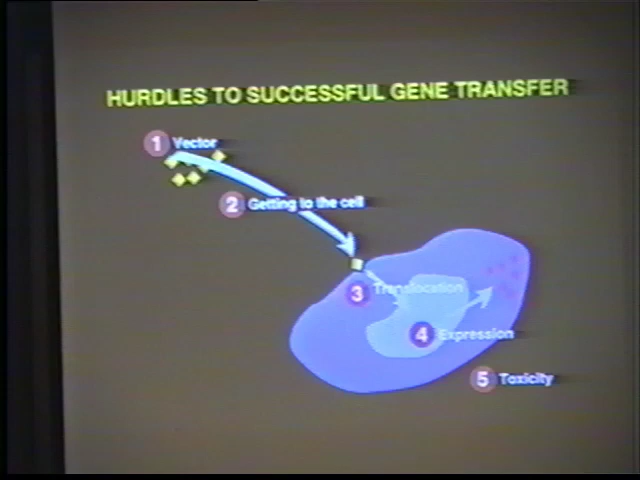 HURDLES TO SUCCESSFUL GENE TRANSFER
1 Vector
2 Getting to the cell
3 Translocation
4 Expression
5 Toxicity